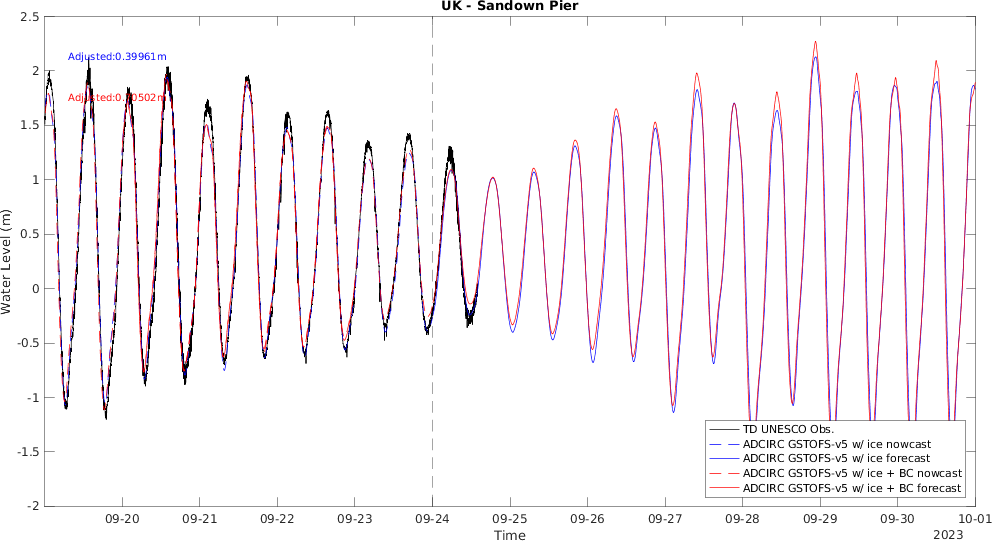 UK - Sandown Pier
2.5
2
1.5
1
0.5
0
-0.5
-1
-1.5
-2
Water Level (m)
Adjusted:0.39961m
TD UNESCO Obs.
ADCIRC GSTOFS-v5 w/ ice nowcast
ADCIRC GSTOFS-v5 w/ ice forecast
ADCIRC GSTOFS-v5 w/ ice + BC nowcast
ADCIRC GSTOFS-v5 w/ ice + BC forecast
09-20 09-21 09-22 09-23 09-24 09-25 09-26 09-27 09-28 09-29 09-30 10-01
Time
2023